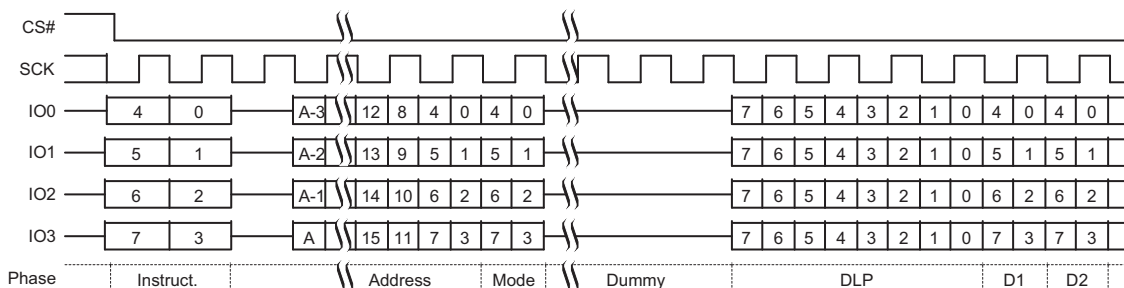 CS#
SCK
IO0 4 0 A-3 12 8 4 0 4 0 7 6 5 4 3 2 1 0 4 0 4 0
IO1 5 1 A-2 13 9 5 1 5 1 7 6 5 4 3 2 1 0 5 1 5 1
IO2 6 2 A-1 14 10 6 2 6 2 7 6 5 4 3 2 1 0 6 2 6 2
IO3 7 3 A 15 11 7 3 7 3 7 6 5 4 3 2 1 0 7 3 7 3
Phase Instruct. Address Mode Dummy DLP D1 D2